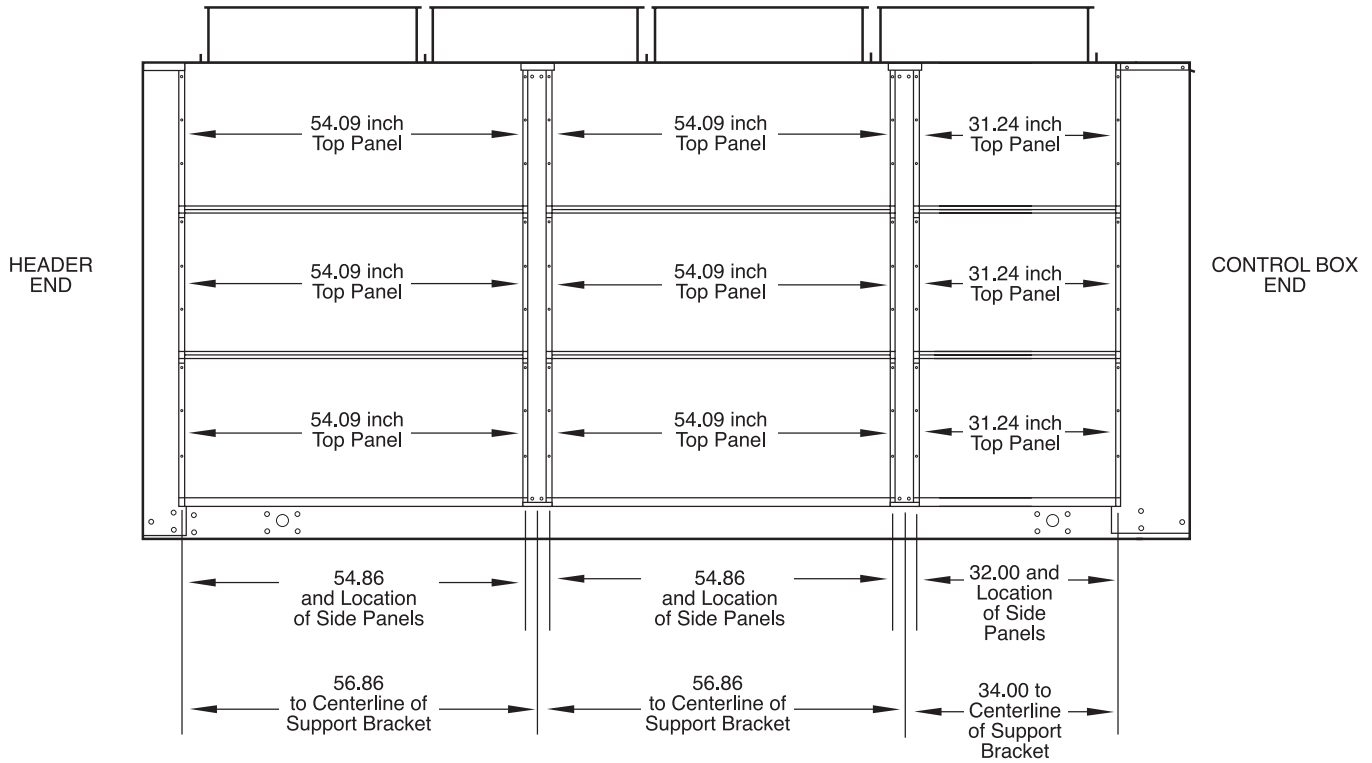 54.09 inch
Top Panel
54.09 inch
Top Panel
31.24 inch
Top Panel
HEADER
END
54.09 inch
Top Panel
54.09 inch
Top Panel
31.24 inch
Top Panel
CONTROL BOX
END
54.09 inch
Top Panel
54.09 inch
Top Panel
31.24 inch
Top Panel
54.86
and Location
of Side Panels
54.86
and Location
of Side Panels
32.00 and
Location
of Side
Panels
56.86
to Centerline of
Support Bracket
56.86
to Centerline of
Support Bracket
34.00 to
Centerline
of Support
Bracket